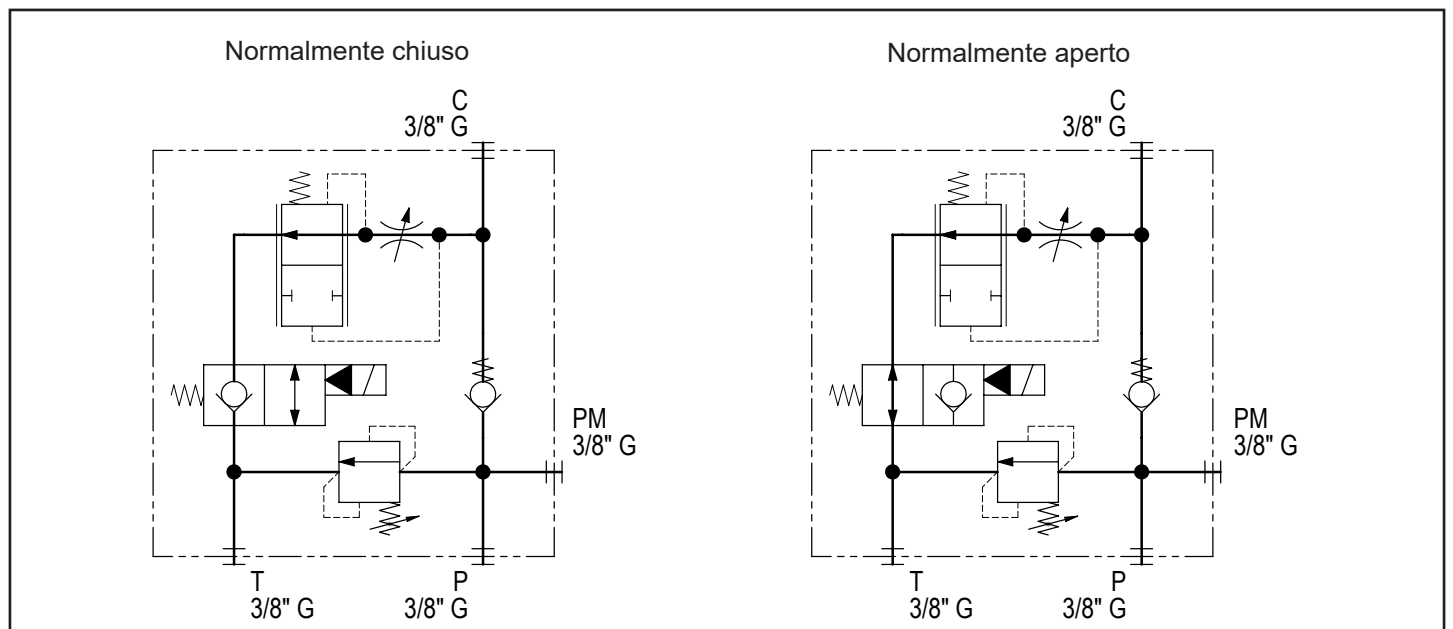 Normalmente chiuso
C
3/8" G
PM
3/8" G
T
3/8" G
P
3/8" G
Normalmente aperto
C
3/8" G
PM
3/8" G
T
3/8" G
P
3/8" G